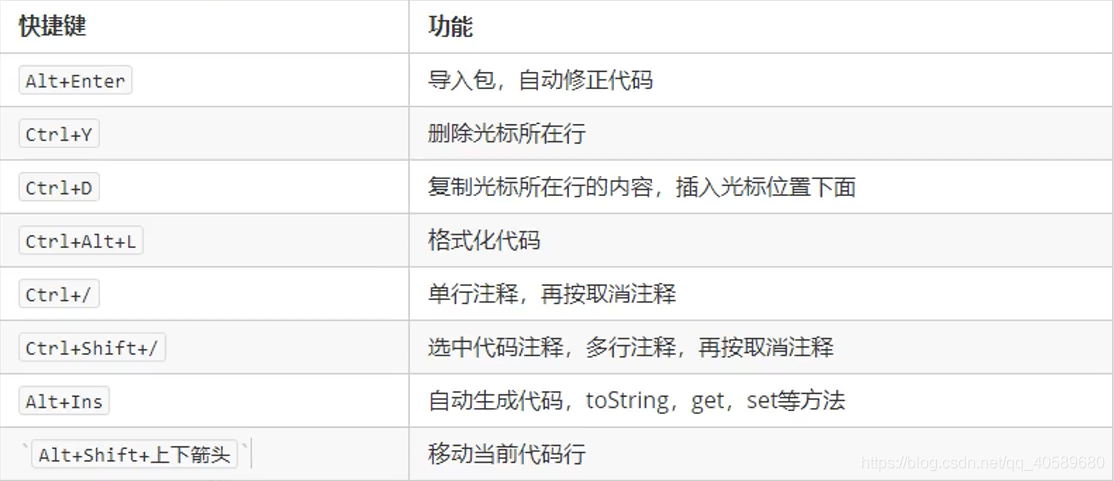 快捷键 功能
Alt+Enter 导入包，自动修正代码
Ctrl+Y 删除光标所在行
Ctrl+D 复制光标所在行的内容，插入光标位置下面
Ctrl+Alt+L 格式化代码
Ctrl+/ 单行注释，再按取消注释
Ctrl+Shift+/ 选中代码注释，多行注释，再按取消注释
Alt+Ins 自动生成代码，toString，get，set等方法
`Alt+Shift+上下箭头` 移动当前代码行
https://blog.csdn.net/qq_40589680